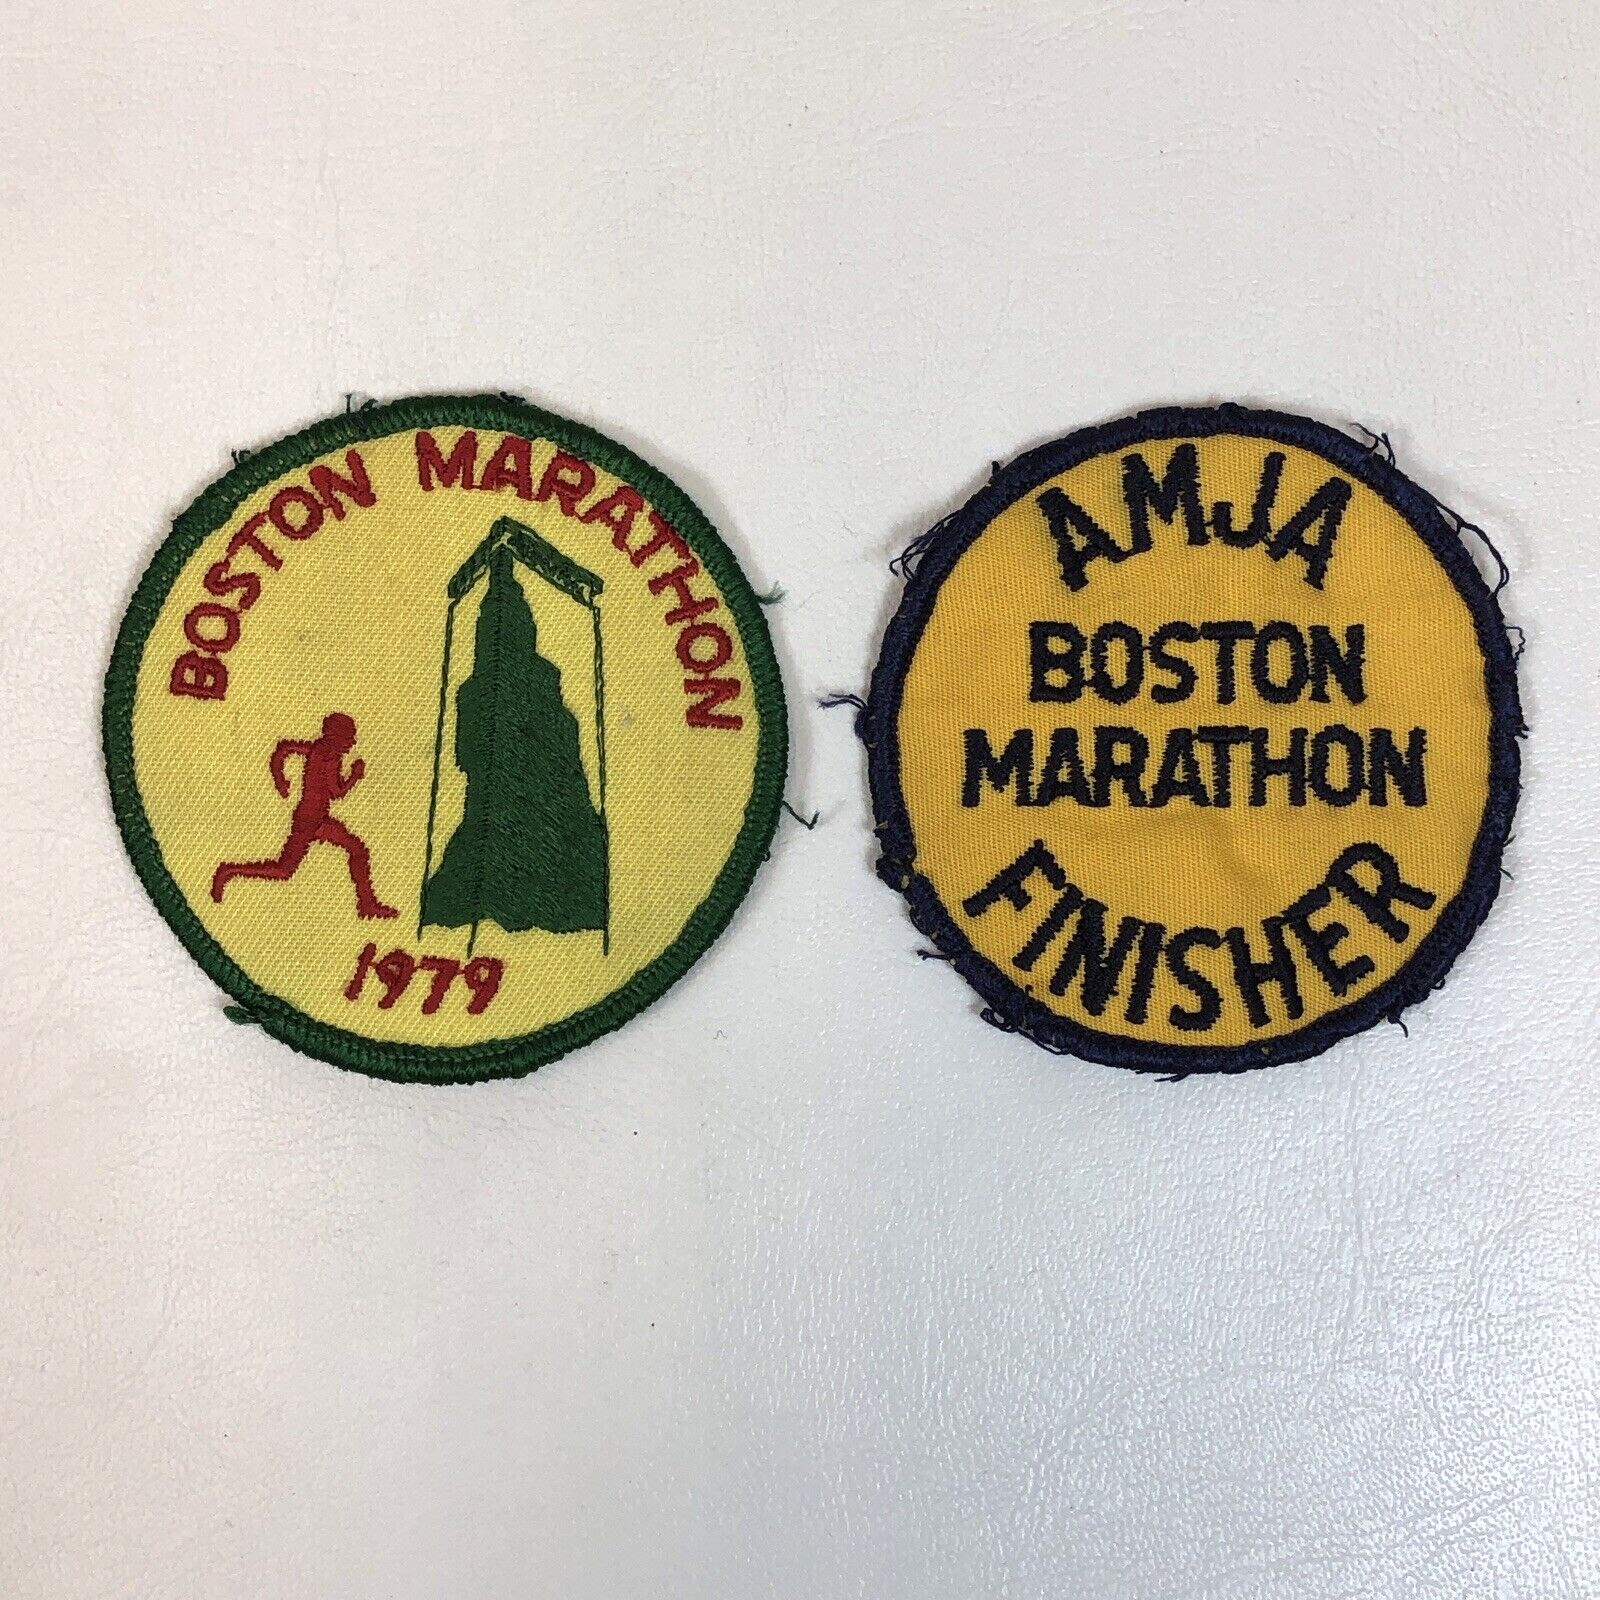 BOSTON MARATHON
1979
AMJA
BOSTON
MARATHON
FINISHER